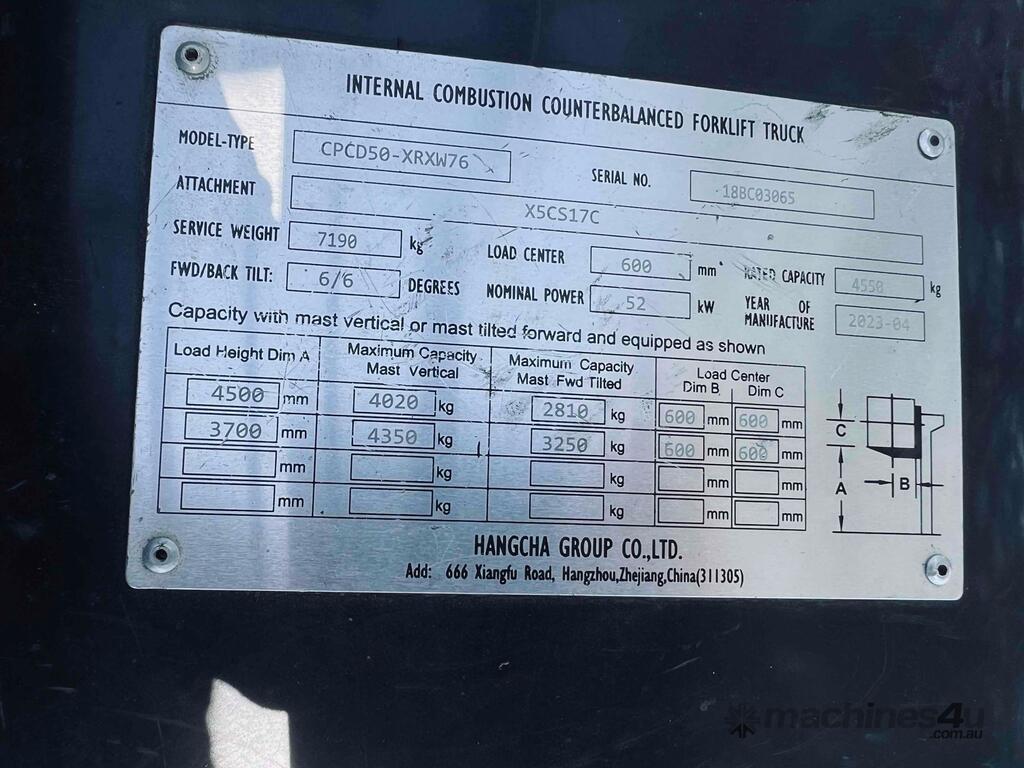 INTERNAL COMBUSTION COUNTERBALANCED FORKLIFT TRUCK
MODEL-TYPE CPCD50-XRXW76 SERIAL NO. 18BC03065
ATTACHMENT X5CS17C
SERVICE WEIGHT 7190 kg LOAD CENTER 600 mm RATED CAPACITY 4550 kg
FWD/BACK TILT: 6/6 DEGREES NOMINAL POWER 52 kW YEAR OF MANUFACTURE 2023-04
Capacity with mast vertical or mast tilted forward and equipped as shown
Load Height Dim A Maximum Capacity Mast Vertical Maximum Capacity Mast Fwd Tilted Load Center Dim B Dim C
4500 mm 4020 kg 2810 kg 600 mm 600 mm
3700 mm 4350 kg 3250 kg 600 mm 600 mm
mm kg kg mm mm
mm kg kg mm mm
C
A B
HANGCHA GROUP CO.,LTD.
Add: 666 Xiangfu Road, Hangzhou,Zhejiang,China(311305)
machines4u
.com.au